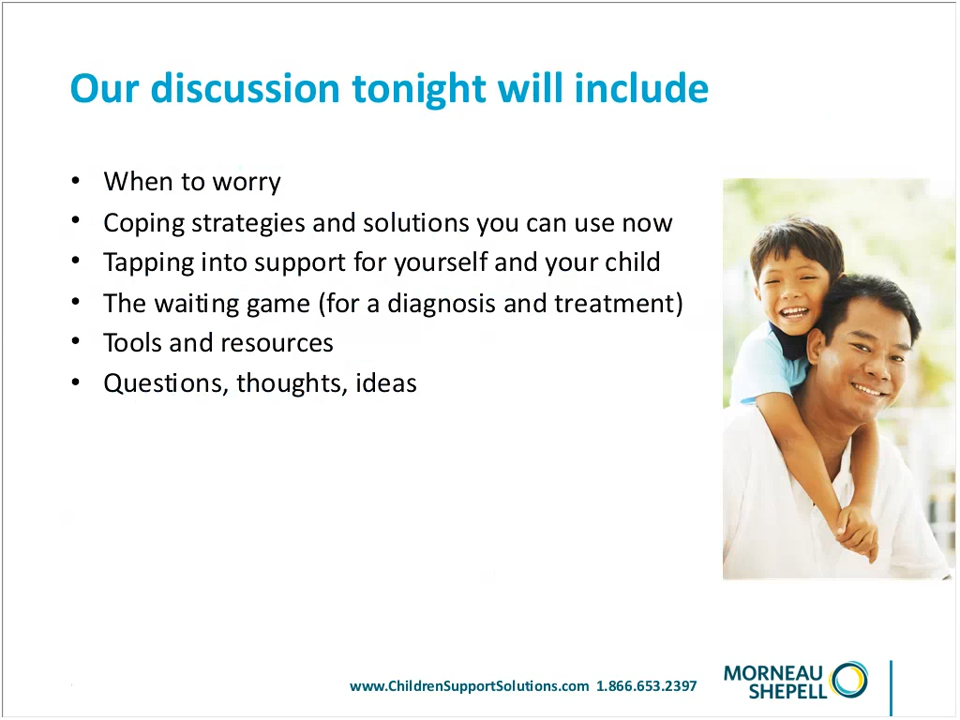 Our discussion tonight will include
• When to worry
• Coping strategies and solutions you can use now
• Tapping into support for yourself and your child
• The waiting game (for a diagnosis and treatment)
• Tools and resources
• Questions, thoughts, ideas
www.ChildrenSupportSolutions.com 1.866.653.2397
MORNEAU
SHEPELL